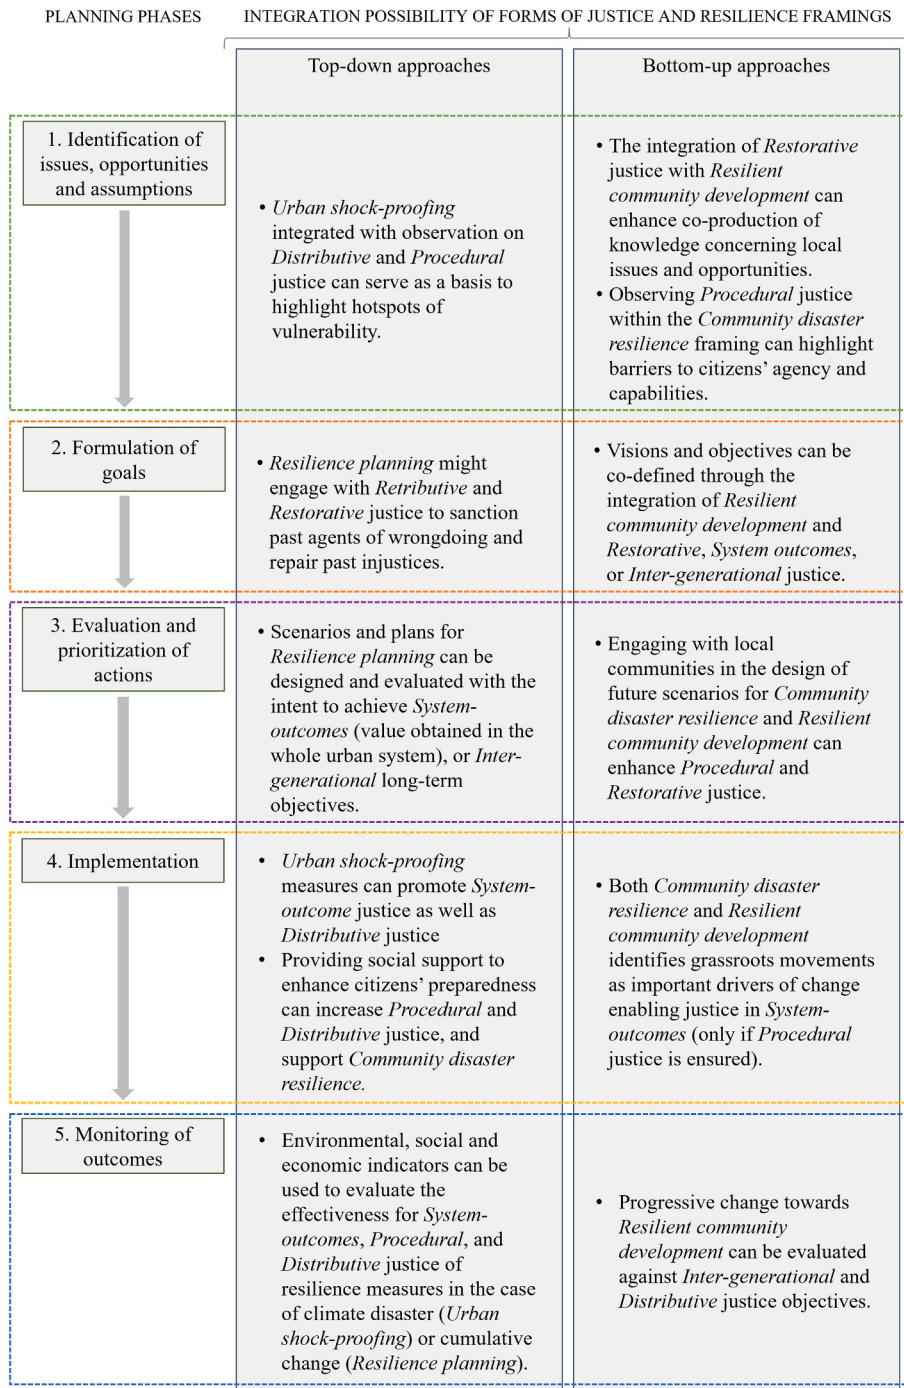 PLANNING PHASES
INTEGRATION POSSIBILITY OF FORMS OF JUSTICE AND RESILIENCE FRAMINGS
Top-down approaches
Bottom-up approaches
1. Identification of
issues, opportunities
and assumptions
• Urban shock-proofing
integrated with observation on
Distributive and Procedural
justice can serve as a basis to
highlight hotspots of
vulnerability.
• The integration of Restorative
justice with Resilient
community development can
enhance co-production of
knowledge concerning local
issues and opportunities.
• Observing Procedural justice
within the Community disaster
resilience framing can highlight
barriers to citizens’ agency and
capabilities.
2. Formulation of
goals
• Resilience planning might
engage with Retributive and
Restorative justice to sanction
past agents of wrongdoing and
repair past injustices.
• Visions and objectives can be
co-defined through the
integration of Resilient
community development and
Restorative, System outcomes,
or Inter-generational justice.
3. Evaluation and
prioritization of
actions
• Scenarios and plans for
Resilience planning can be
designed and evaluated with the
intent to achieve System-
outcomes (value obtained in the
whole urban system), or Inter-
generational long-term
objectives.
• Engaging with local
communities in the design of
future scenarios for Community
disaster resilience and Resilient
community development can
enhance Procedural and
Restorative justice.
4. Implementation
• Urban shock-proofing
measures can promote System-
outcome justice as well as
Distributive justice
• Providing social support to
enhance citizens’ preparedness
can increase Procedural and
Distributive justice, and
support Community disaster
resilience.
• Both Community disaster
resilience and Resilient
community development
identifies grassroots movements
as important drivers of change
enabling justice in System-
outcomes (only if Procedural
justice is ensured).
5. Monitoring of
outcomes
• Environmental, social and
economic indicators can be
used to evaluate the
effectiveness for System-
outcomes, Procedural, and
Distributive justice of
resilience measures in the case
of climate disaster (Urban
shock-proofing) or cumulative
change (Resilience planning).
• Progressive change towards
Resilient community
development can be evaluated
against Inter-generational and
Distributive justice objectives.